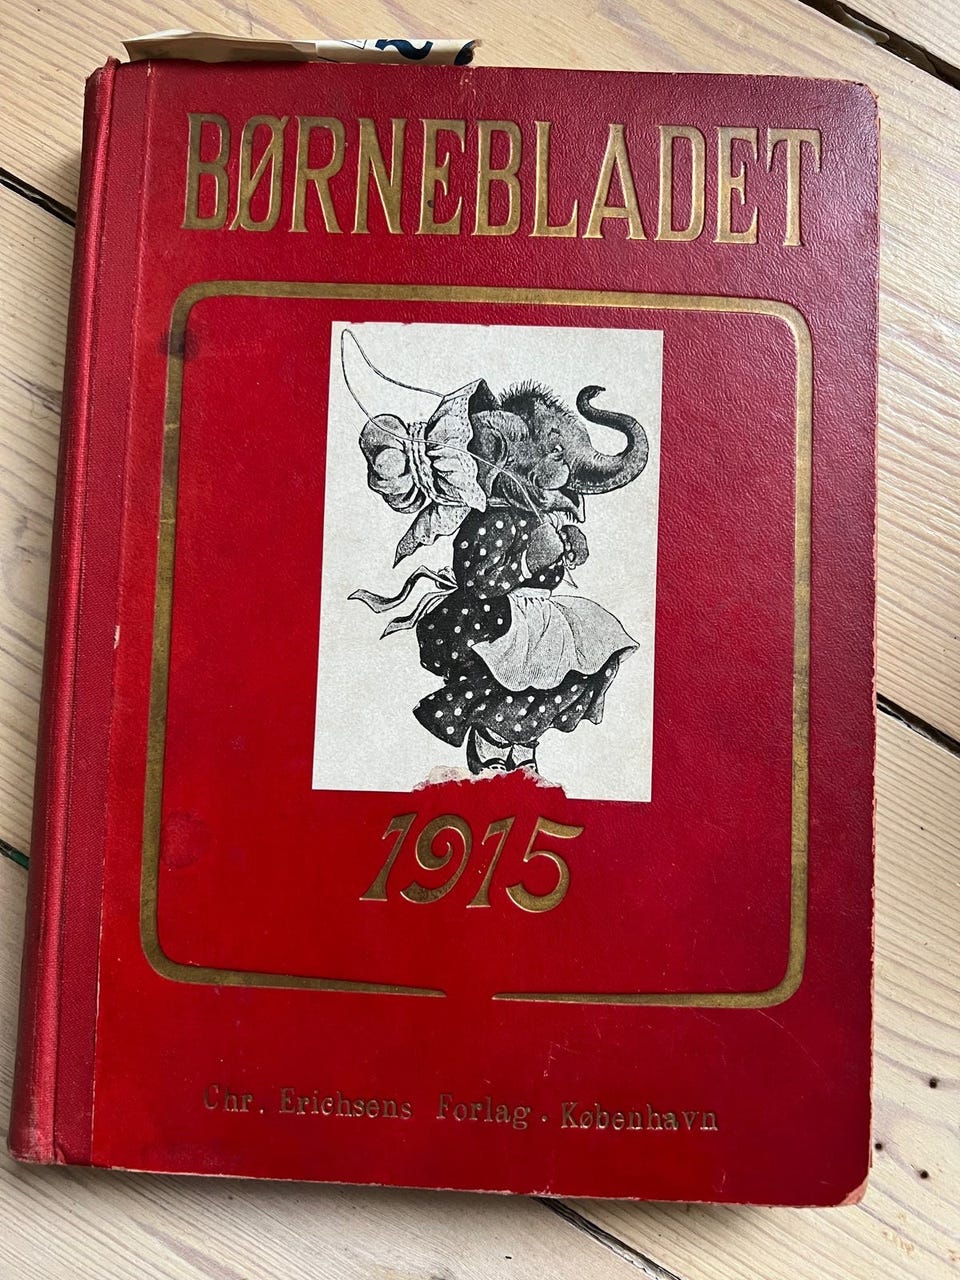 BØRNEBLADET
1915
Chr. Erichsens Forlag. København